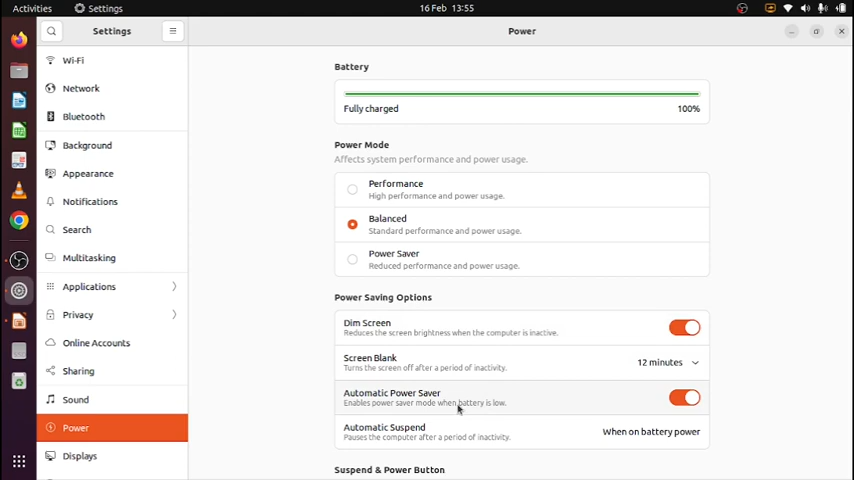 Activities
Settings
16 Feb 13:55
Settings
Power
Wi-Fi
Network
Bluetooth
Background
Appearance
Notifications
Search
Multitasking
Applications
Privacy
Online Accounts
Sharing
Sound
Power
Displays
Battery
Fully charged
100%
Power Mode
Affects system performance and power usage.
Performance
High performance and power usage.
Balanced
Standard performance and power usage.
Power Saver
Reduced performance and power usage.
Power Saving Options
Dim Screen
Reduces the screen brightness when the computer is inactive.
Screen Blank
Turns the screen off after a period of inactivity.
12 minutes
Automatic Power Saver
Enables power saver mode when battery is low.
Automatic Suspend
Pauses the computer after a period of inactivity.
When on battery power
Suspend & Power Button